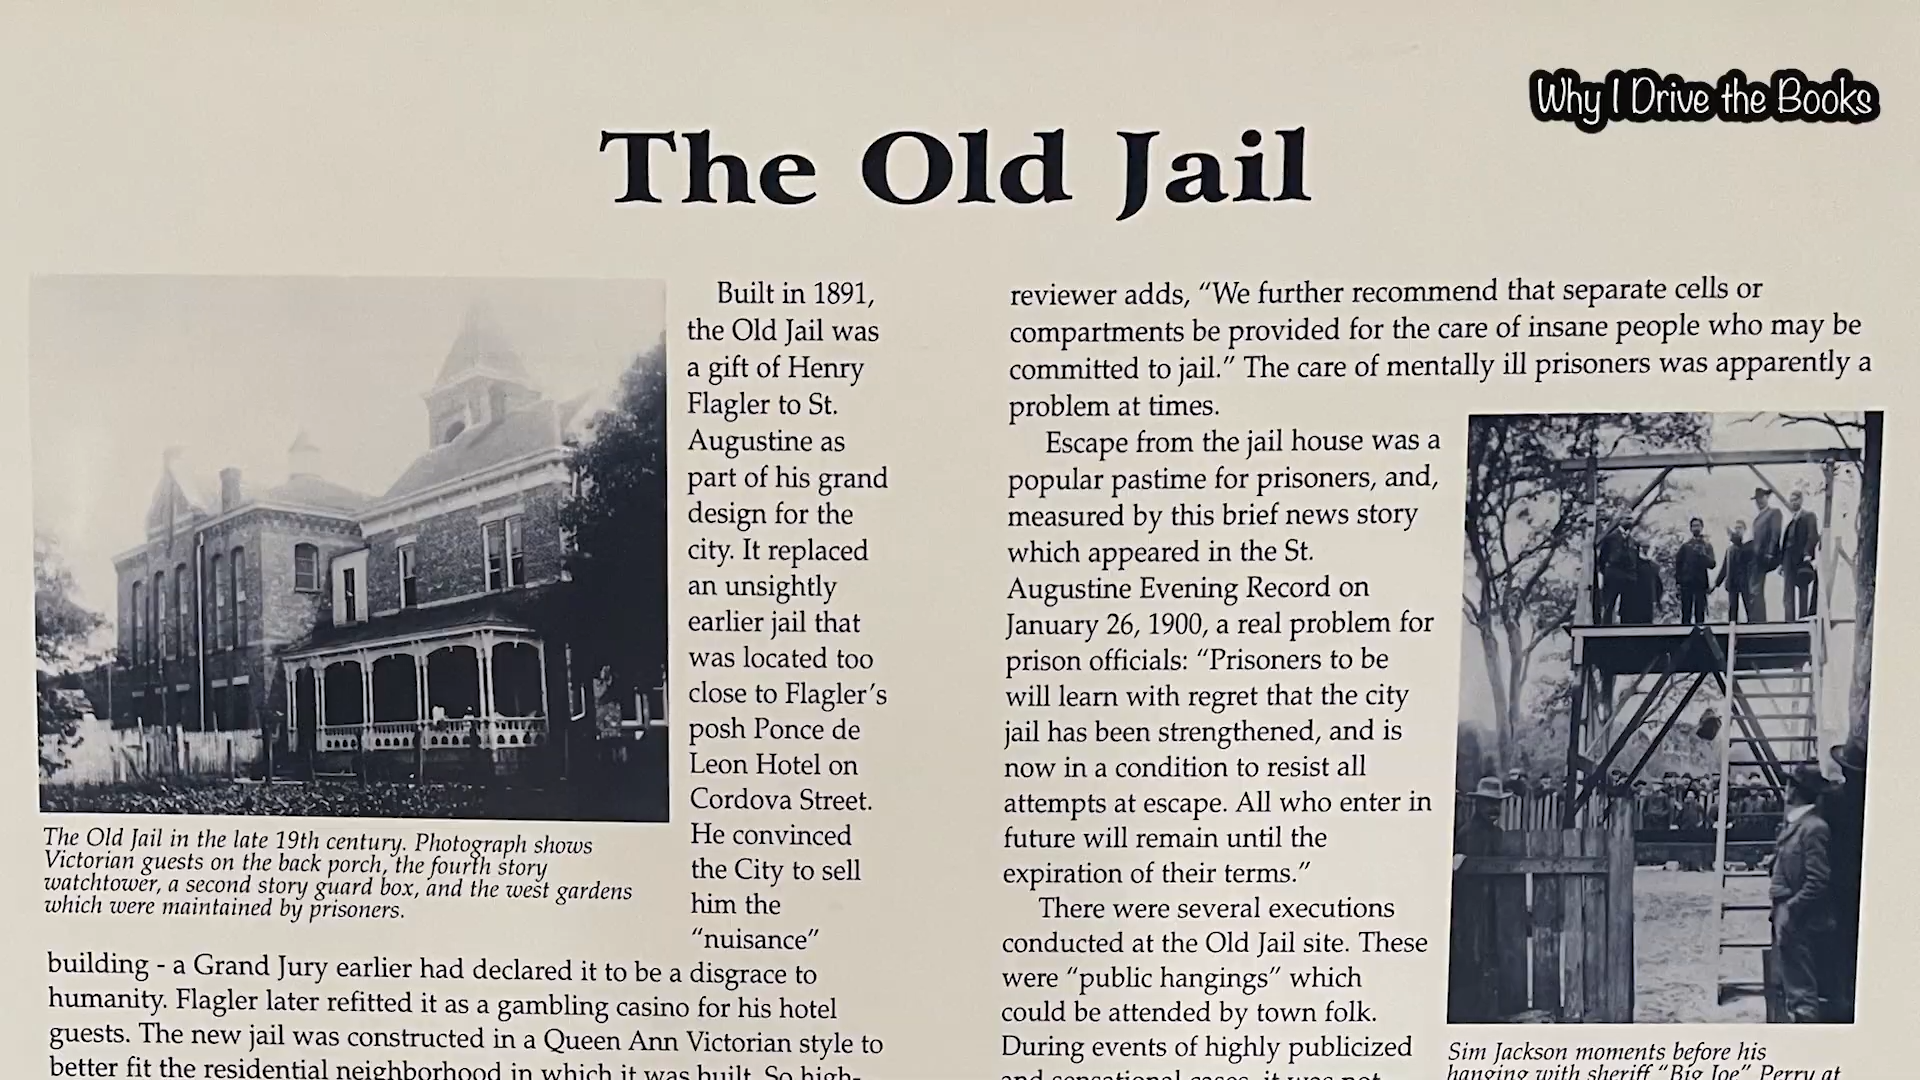 Why I Drive the Books
The Old Jail
Built in 1891,
the Old Jail was
a gift of Henry
Flagler to St.
Augustine as
part of his grand
design for the
city. It replaced
an unsightly
earlier jail that
was located too
close to Flagler's
posh Ponce de
Leon Hotel on
Cordova Street.
He convinced
the City to sell
him the
"nuisance"
building - a Grand Jury earlier had declared it to be a disgrace to
humanity. Flagler later refitted it as a gambling casino for his hotel
guests. The new jail was constructed in a Queen Ann Victorian style to
better fit the residential neighborhood in which it was built. So high-
The Old Jail in the late 19th century. Photograph shows
Victorian guests on the back porch, the fourth story
watchtower, a second story guard box, and the west gardens
which were maintained by prisoners.
reviewer adds, "We further recommend that separate cells or
compartments be provided for the care of insane people who may be
committed to jail." The care of mentally ill prisoners was apparently a
problem at times.
Escape from the jail house was a
popular pastime for prisoners, and,
measured by this brief news story
which appeared in the St.
Augustine Evening Record on
January 26, 1900, a real problem for
prison officials: "Prisoners to be
will learn with regret that the city
jail has been strengthened, and is
now in a condition to resist all
attempts at escape. All who enter in
future will remain until the
expiration of their terms."
There were several executions
conducted at the Old Jail site. These
were "public hangings" which
could be attended by town folk.
During events of highly publicized
and sensational cases, it was not
Sim Jackson moments before his
hanging with sheriff "Big Joe" Perry at